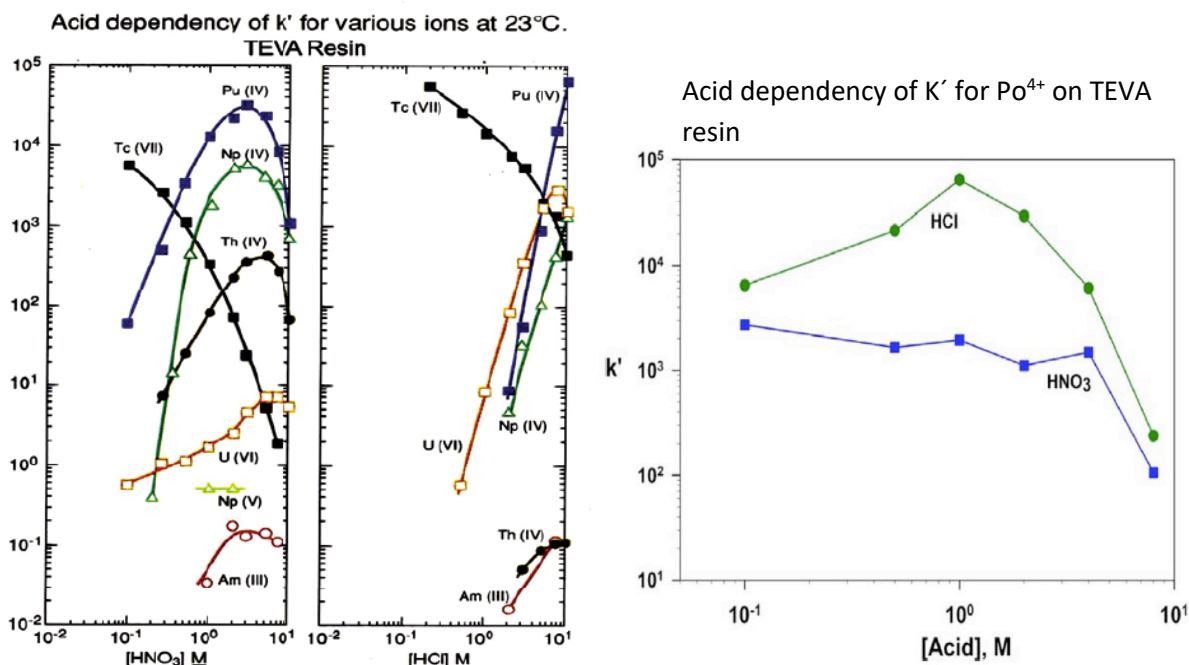 Acid dependency of k' for various ions at 23°C.
TEVA Resin
10^5
10^4
10^3
10^2
10^1
10^0
10^-1
10^-2
10^-2
10^-1
10^0
10^1
[HNO3] M
Pu (IV)
Tc (VII)
Np (IV)
Th (IV)
U (VI)
Np (V)
Am (III)
10^-2
10^-1
10^0
10^1
[HCl] M
Tc (VII)
Pu (IV)
Np (IV)
U (VI)
Th (IV)
Am (III)
Acid dependency of K´ for Po⁴⁺ on TEVA
resin
10^5
10^4
k'
10^3
10^2
10^1
HCl
HNO3
10^-1
10^0
10^1
[Acid], M